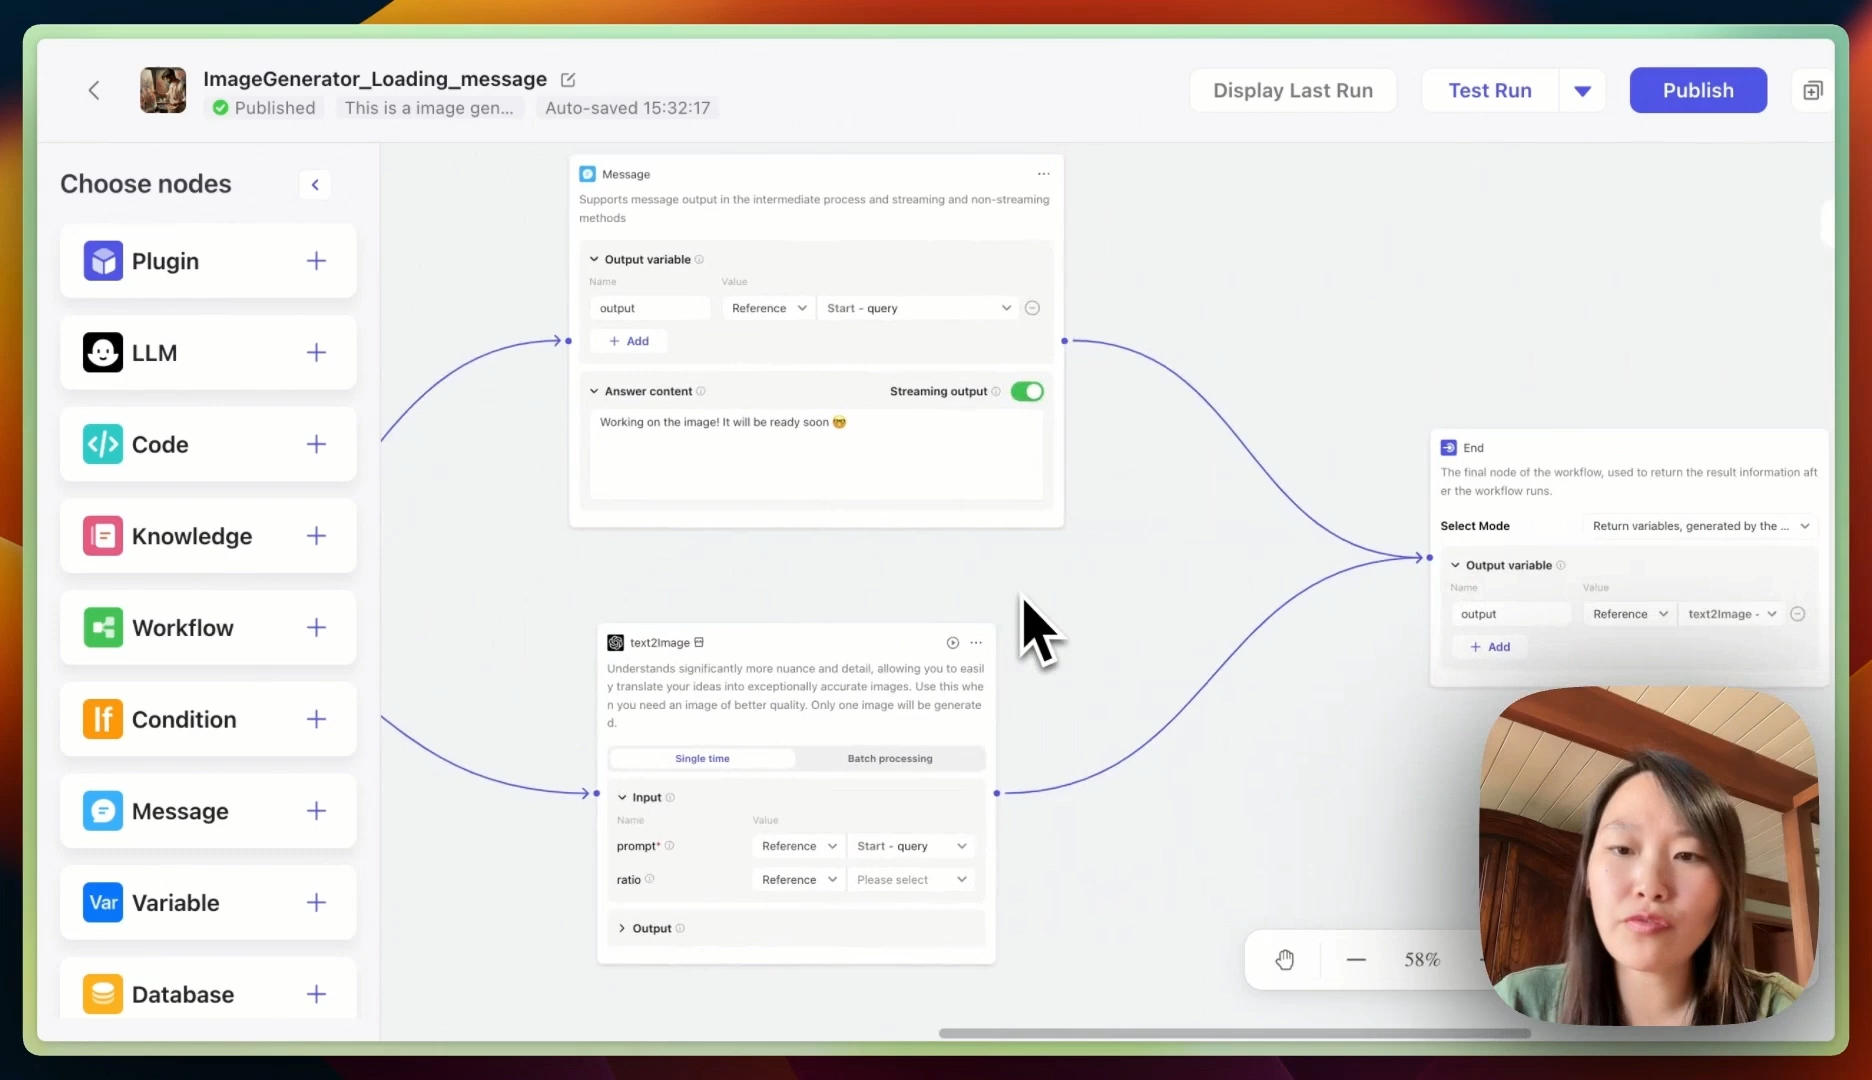 ImageGenerator_Loading_message
Published
This is a image gen...
Auto-saved 15:32:17
Display Last Run
Test Run
Publish
Choose nodes
Plugin
LLM
Code
Knowledge
Workflow
If
Condition
Message
Var
Variable
Database
Message
Supports message output in the intermediate process and streaming and non-streaming
methods
Output variable
Name Value
output Reference Start - query
+ Add
Answer content Streaming output
Working on the image! It will be ready soon 🤓
text2Image
Understands significantly more nuance and detail, allowing you to easil
y translate your ideas into exceptionally accurate images. Use this whe
n you need an image of better quality. Only one image will be generate
d.
Single time Batch processing
Input
Name Value
prompt* Reference Start - query
ratio Reference Please select
Output
End
The final node of the workflow, used to return the result information aft
er the workflow runs.
Select Mode Return variables, generated by the ...
Output variable
Name Value
output Reference text2Image -
+ Add
58%